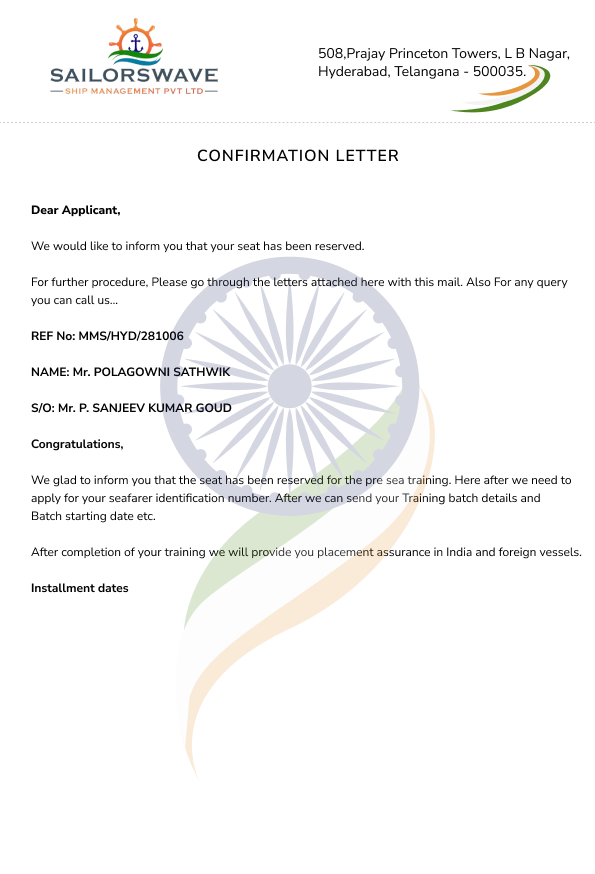 SAILORSWAVE
SHIP MANAGEMENT PVT LTD
508,Prajay Princeton Towers, L B Nagar,
Hyderabad, Telangana - 500035.
CONFIRMATION LETTER
Dear Applicant,
We would like to inform you that your seat has been reserved.
For further procedure, Please go through the letters attached here with this mail. Also For any query
you can call us...
REF No: MMS/HYD/281006
NAME: Mr. POLAGOWNI SATHWIK
S/O: Mr. P. SANJEEV KUMAR GOUD
Congratulations,
We glad to inform you that the seat has been reserved for the pre sea training. Here after we need to
apply for your seafarer identification number. After we can send your Training batch details and
Batch starting date etc.
After completion of your training we will provide you placement assurance in India and foreign vessels.
Installment dates